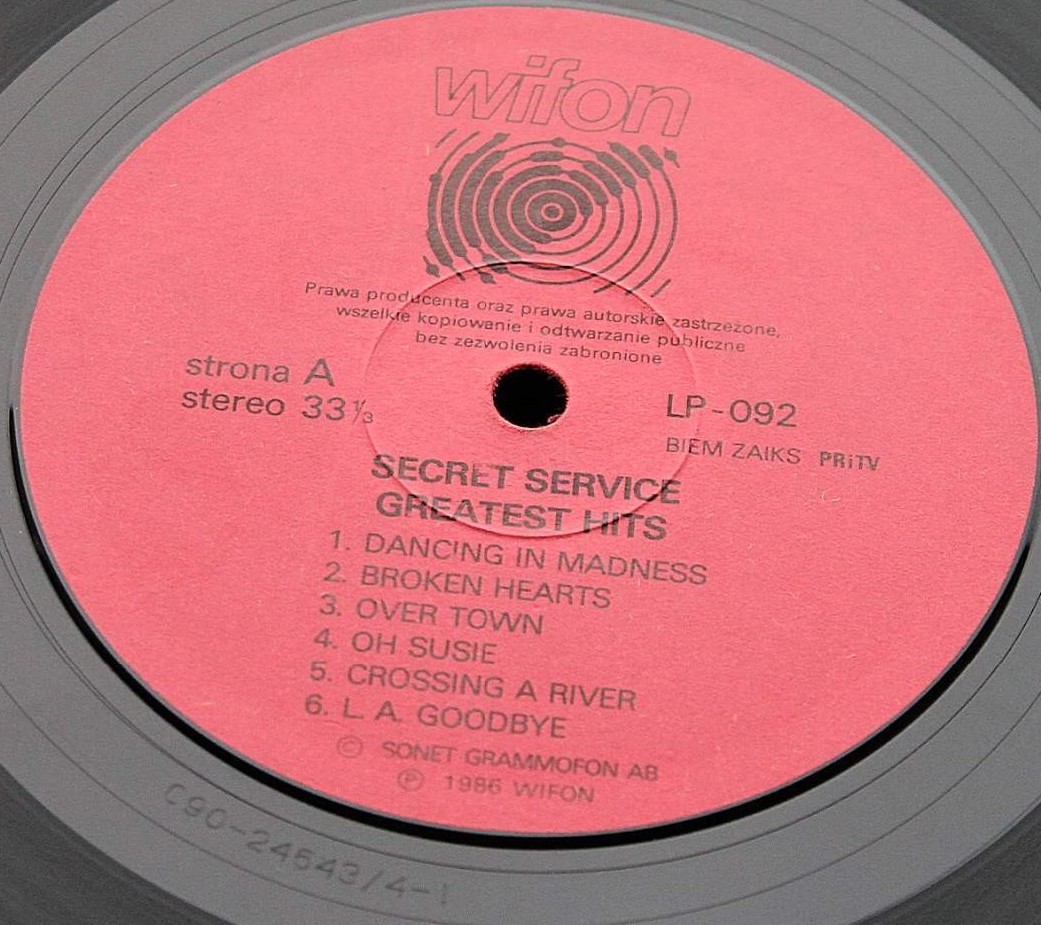 wifon
Prawa producenta oraz prawa autorskie zastrzeżone,
wszelkie kopiowanie i odtwarzanie publiczne
bez zezwolenia zabronione
strona A
stereo 33⅓
LP-092
BIEM ZAIKS PRiTV
SECRET SERVICE
GREATEST HITS
1. DANCING IN MADNESS
2. BROKEN HEARTS
3. OVER TOWN
4. OH SUSIE
5. CROSSING A RIVER
6. L. A. GOODBYE
© SONET GRAMMOFON AB
℗ 1986 WIFON
C90-24643/4-1